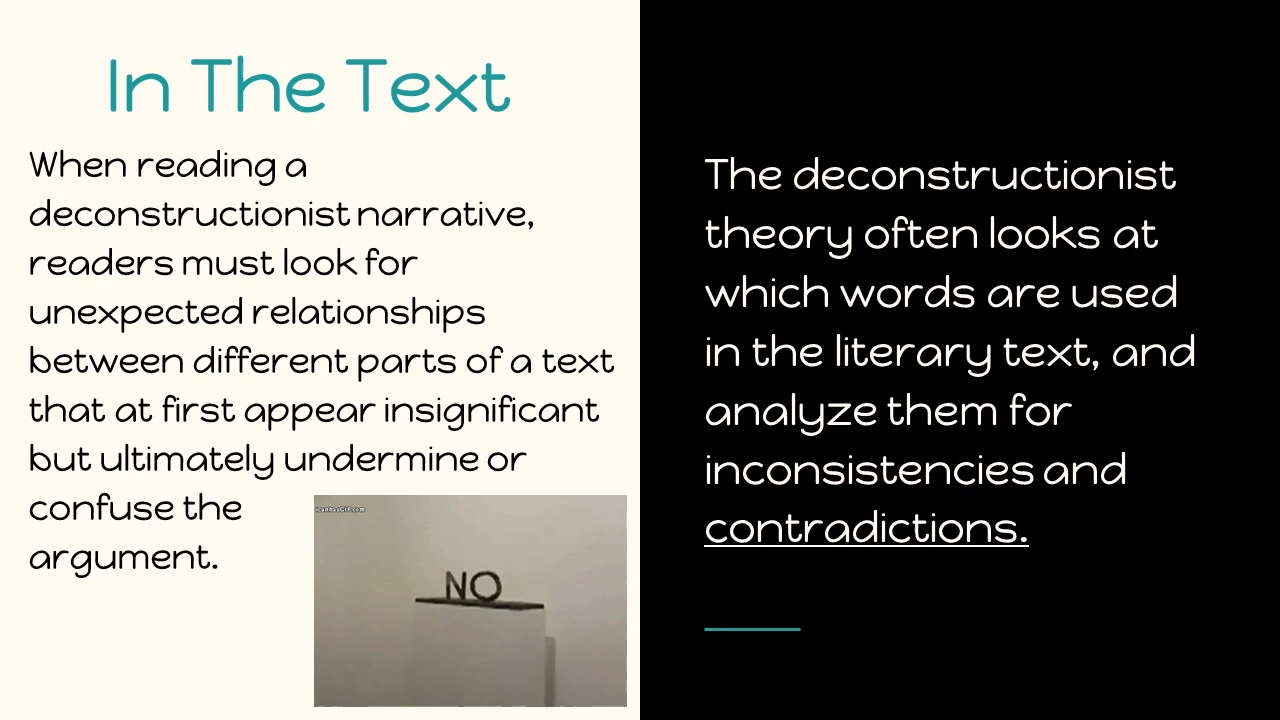 In The Text
When reading a
deconstructionist narrative,
readers must look for
unexpected relationships
between different parts of a text
that at first appear insignificant
but ultimately undermine or
confuse the
argument.
icanhasGIF.com
NO
The deconstructionist
theory often looks at
which words are used
in the literary text, and
analyze them for
inconsistencies and
contradictions.